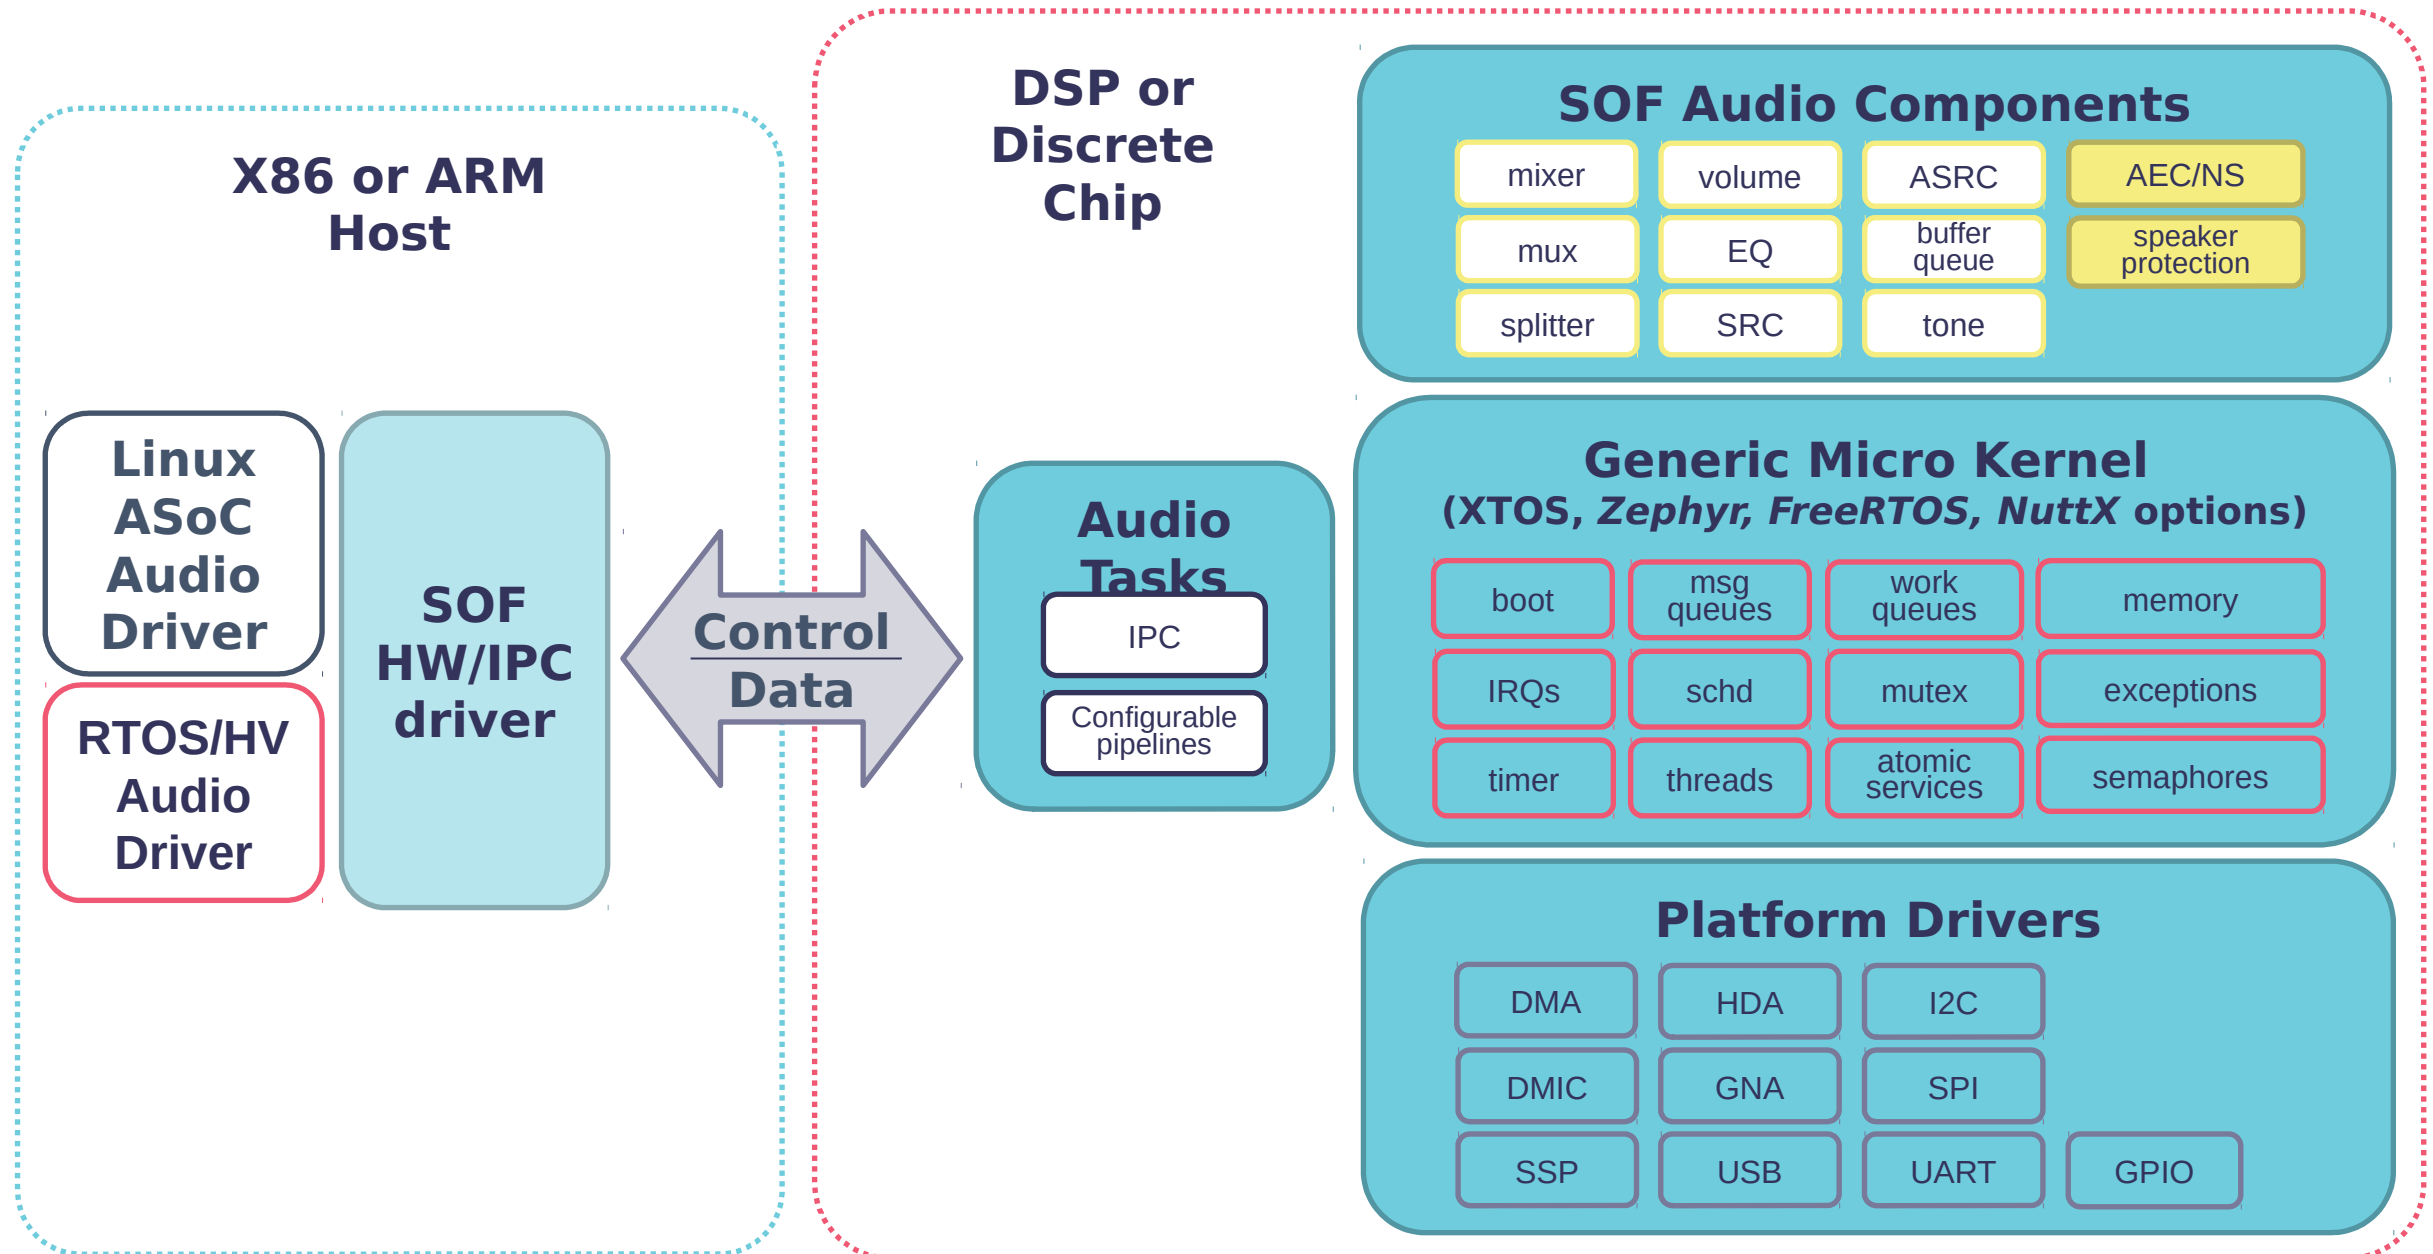 X86 or ARM
Host
Linux
ASoC
Audio
Driver
RTOS/HV
Audio
Driver
SOF
HW/IPC
driver
Control
Data
DSP or
Discrete
Chip
Audio
Tasks
IPC
Configurable
pipelines
SOF Audio Components
mixer
volume
ASRC
AEC/NS
mux
EQ
buffer
queue
speaker
protection
splitter
SRC
tone
Generic Micro Kernel
(XTOS, Zephyr, FreeRTOS, NuttX options)
boot
msg
queues
work
queues
memory
IRQs
schd
mutex
exceptions
timer
threads
atomic
services
semaphores
Platform Drivers
DMA
HDA
I2C
DMIC
GNA
SPI
SSP
USB
UART
GPIO